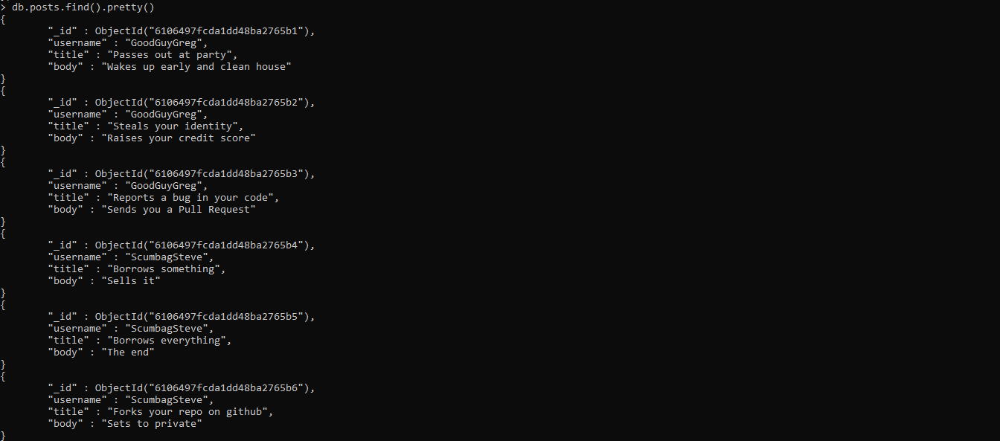 > db.posts.find().pretty()
{
        "_id" : ObjectId("6106497fcda1dd48ba2765b1"),
        "username" : "GoodGuyGreg",
        "title" : "Passes out at party",
        "body" : "Wakes up early and clean house"
}
{
        "_id" : ObjectId("6106497fcda1dd48ba2765b2"),
        "username" : "GoodGuyGreg",
        "title" : "Steals your identity",
        "body" : "Raises your credit score"
}
{
        "_id" : ObjectId("6106497fcda1dd48ba2765b3"),
        "username" : "GoodGuyGreg",
        "title" : "Reports a bug in your code",
        "body" : "Sends you a Pull Request"
}
{
        "_id" : ObjectId("6106497fcda1dd48ba2765b4"),
        "username" : "ScumbagSteve",
        "title" : "Borrows something",
        "body" : "Sells it"
}
{
        "_id" : ObjectId("6106497fcda1dd48ba2765b5"),
        "username" : "ScumbagSteve",
        "title" : "Borrows everything",
        "body" : "The end"
}
{
        "_id" : ObjectId("6106497fcda1dd48ba2765b6"),
        "username" : "ScumbagSteve",
        "title" : "Forks your repo on github",
        "body" : "Sets to private"
}